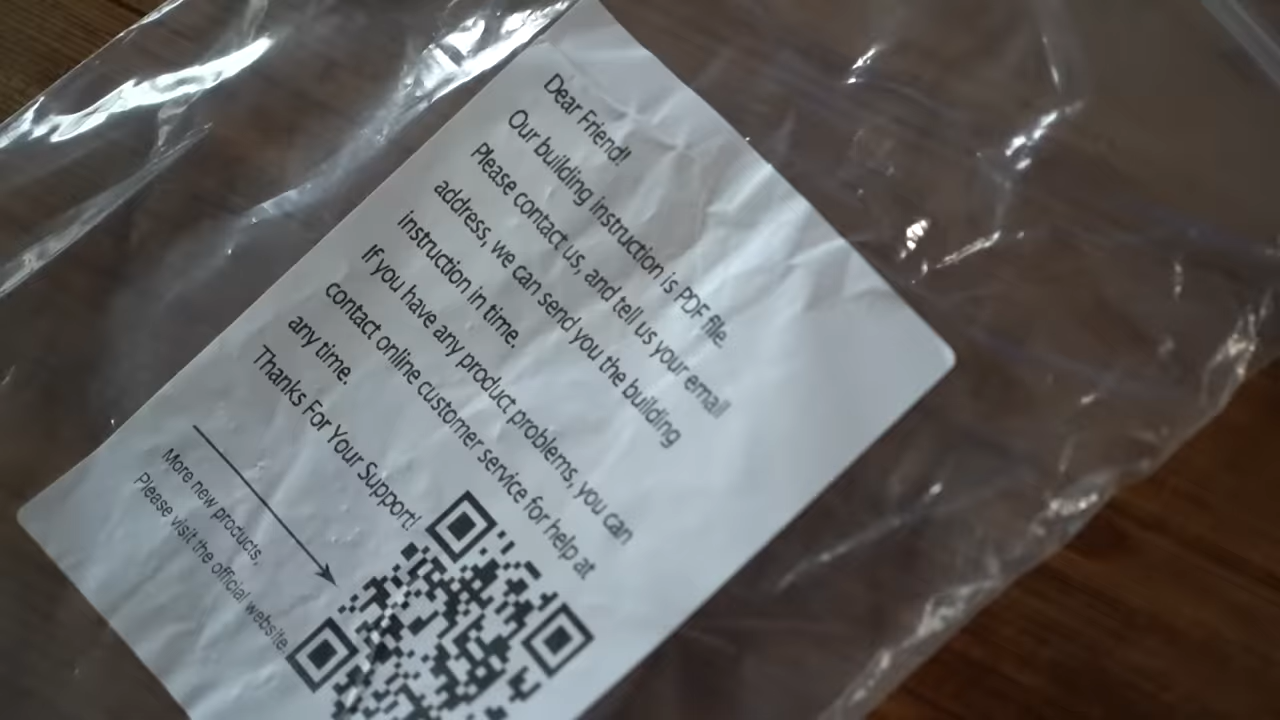 Dear Friend!
Our building instruction is PDF file.
Please contact us, and tell us your email
address, we can send you the building
instruction in time.
If you have any product problems, you can
contact online customer service for help at
any time.
Thanks For Your Support!
More new products,
Please visit the official website.